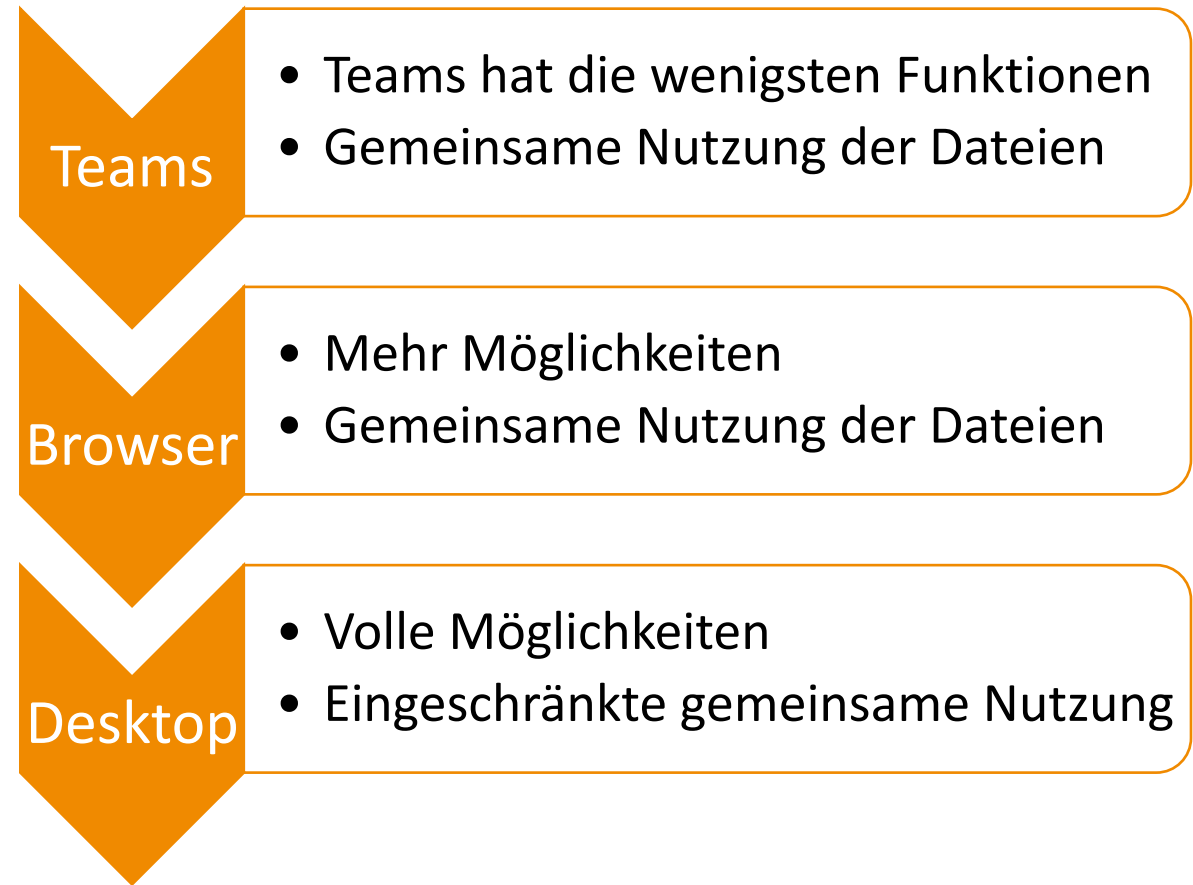 Teams
• Teams hat die wenigsten Funktionen
• Gemeinsame Nutzung der Dateien
Browser
• Mehr Möglichkeiten
• Gemeinsame Nutzung der Dateien
Desktop
• Volle Möglichkeiten
• Eingeschränkte gemeinsame Nutzung